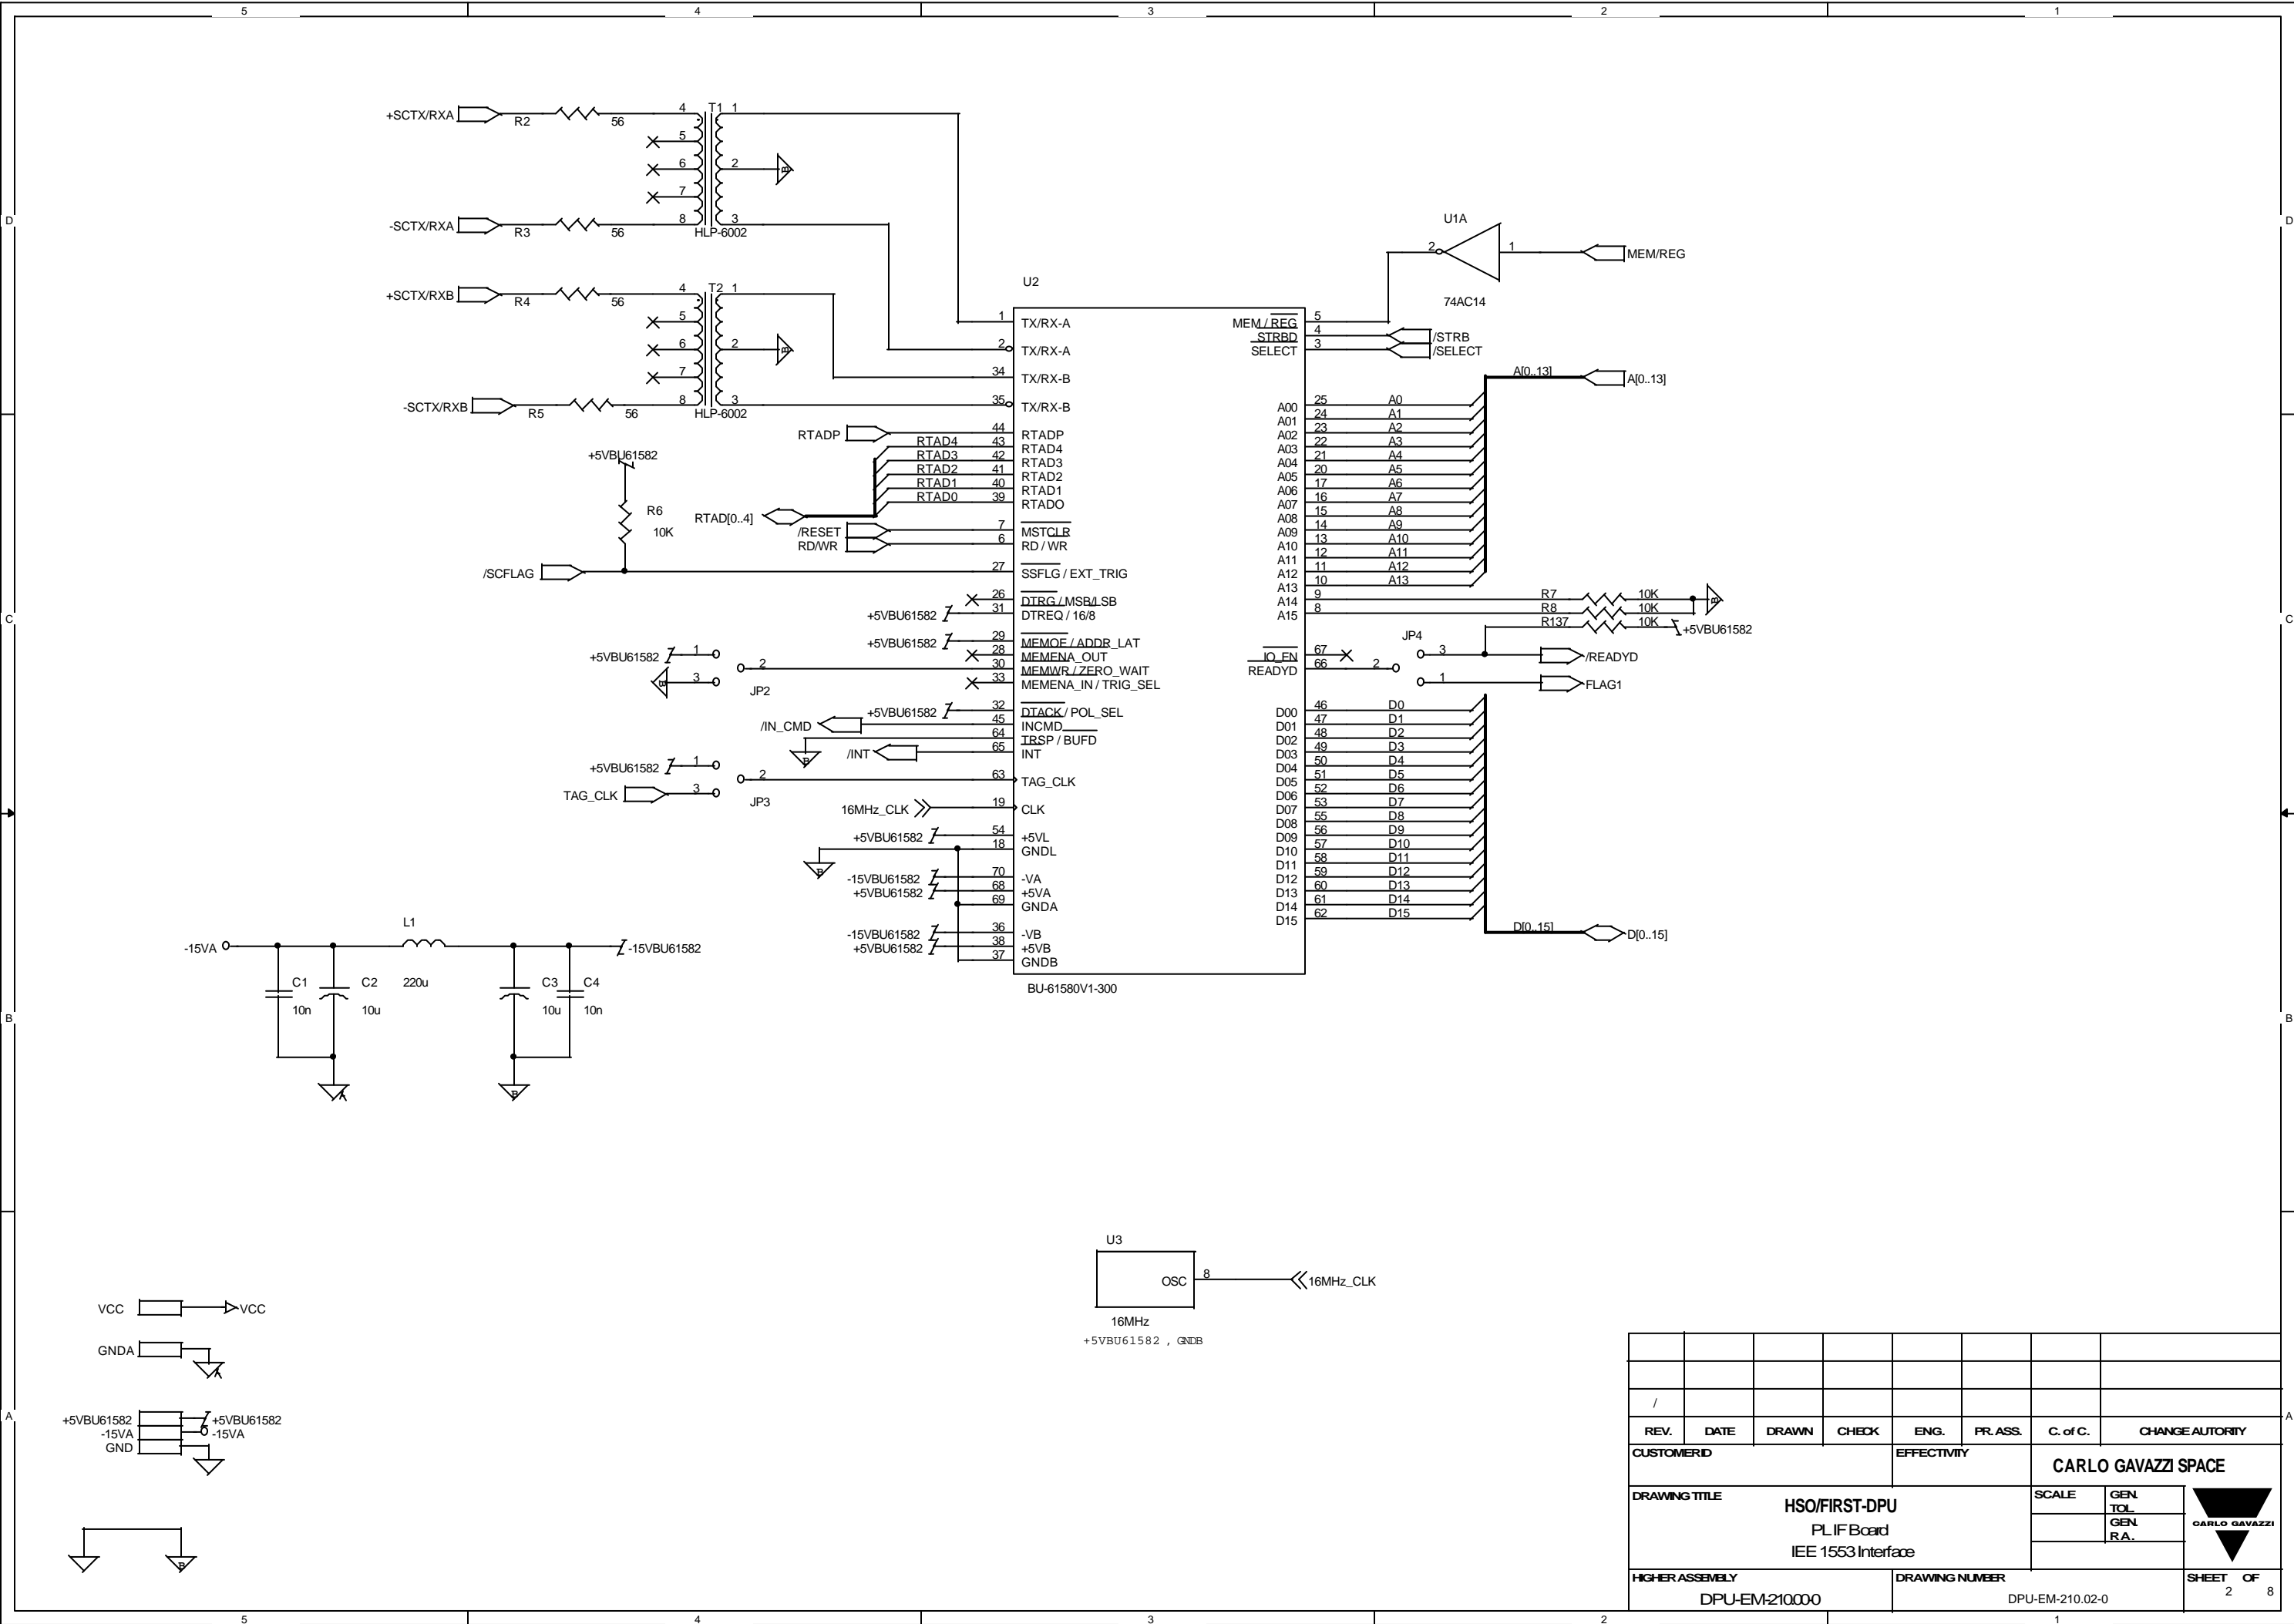 5 4 3 2 1
D
C
B
A
+SCTX/RXA R2 56 4 T1 1
5
6 2 B
7
-SCTX/RXA R3 56 8 3
HLP-6002
+SCTX/RXB R4 56 4 T2 1
5
6 2 B
7
-SCTX/RXB R5 56 8 3
HLP-6002
U1A
2 1 MEM/REG
74AC14
U2
1 TX/RX-A
2 TX/RX-A
34 TX/RX-B
35 TX/RX-B
RTADP 44 RTADP
RTAD4 43 RTAD4
RTAD3 42 RTAD3
RTAD2 41 RTAD2
RTAD1 40 RTAD1
RTAD0 39 RTADO
RTAD[0..4]
+5VBU61582
R6
10K
/RESET 7 MSTCLR
RD/WR 6 RD / WR
/SCFLAG 27 SSFLG / EXT_TRIG
26 DTRG / MSB/LSB
+5VBU61582 31 DTREQ / 16/8
+5VBU61582 29 MEMOE / ADDR_LAT
28 MEMENA_OUT
+5VBU61582 1 2 30 MEMWR / ZERO_WAIT
B 3 JP2
33 MEMENA_IN / TRIG_SEL
+5VBU61582 32 DTACK / POL_SEL
/IN_CMD 45 INCMD
B 64 TRSP / BUFD
/INT 65 INT
+5VBU61582 1 2 63 TAG_CLK
TAG_CLK 3 JP3
16MHz_CLK 19 CLK
+5VBU61582 54 +5VL
B 18 GNDL
-15VBU61582 70 -VA
+5VBU61582 68 +5VA
69 GNDA
-15VBU61582 36 -VB
+5VBU61582 38 +5VB
37 GNDB
BU-61580V1-300
MEM / REG 5
STRBD 4 /STRB
SELECT 3 /SELECT
A[0..13] A[0..13]
A00 25 A0
A01 24 A1
A02 23 A2
A03 22 A3
A04 21 A4
A05 20 A5
A06 17 A6
A07 16 A7
A08 15 A8
A09 14 A9
A10 13 A10
A11 12 A11
A12 11 A12
A13 10 A13
A14 9 R7 10K B
A15 8 R8 10K
R137 10K +5VBU61582
IO_EN 67 JP4 3 /READYD
READYD 66 2
1 FLAG1
D00 46 D0
D01 47 D1
D02 48 D2
D03 49 D3
D04 50 D4
D05 51 D5
D06 52 D6
D07 53 D7
D08 55 D8
D09 56 D9
D10 57 D10
D11 58 D11
D12 59 D12
D13 60 D13
D14 61 D14
D15 62 D15
D[0..15] D[0..15]
L1
-15VA -15VBU61582
C1 C2 220u C3 C4
10n 10u 10u 10n
A B
U3
OSC 8 16MHz_CLK
16MHz
+5VBU61582 , GNDB
VCC VCC
GNDA A
+5VBU61582 +5VBU61582
-15VA -15VA
GND
B
/
REV. DATE DRAWN CHECK ENG. PR. ASS. C. of C. CHANGE AUTORITY
CUSTOMER ID EFFECTIVITY CARLO GAVAZZI SPACE
DRAWING TITLE
HSO/FIRST-DPU
PL IF Board
IEE 1553 Interface
SCALE GEN. TOL.
GEN. R.A.
CARLO GAVAZZI
HIGHER ASSEMBLY DPU-EM-210.00-0
DRAWING NUMBER DPU-EM-210.02-0
SHEET 2 OF 8
D
C
B
A
5 4 3 2 1